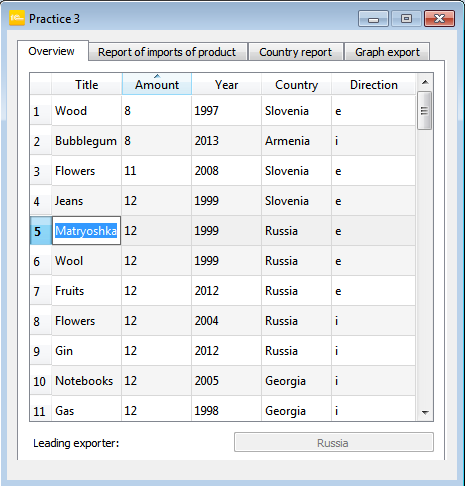 Practice 3
Overview Report of imports of product Country report Graph export
Title Amount Year Country Direction
1 Wood 8 1997 Slovenia e
2 Bubblegum 8 2013 Armenia i
3 Flowers 11 2008 Slovenia e
4 Jeans 12 1999 Slovenia e
5 Matryoshka 12 1999 Russia e
6 Wool 12 1999 Russia e
7 Fruits 12 2012 Russia e
8 Flowers 12 2004 Russia i
9 Gin 12 2012 Russia i
10 Notebooks 12 2005 Georgia i
11 Gas 12 1998 Georgia i
Leading exporter: Russia